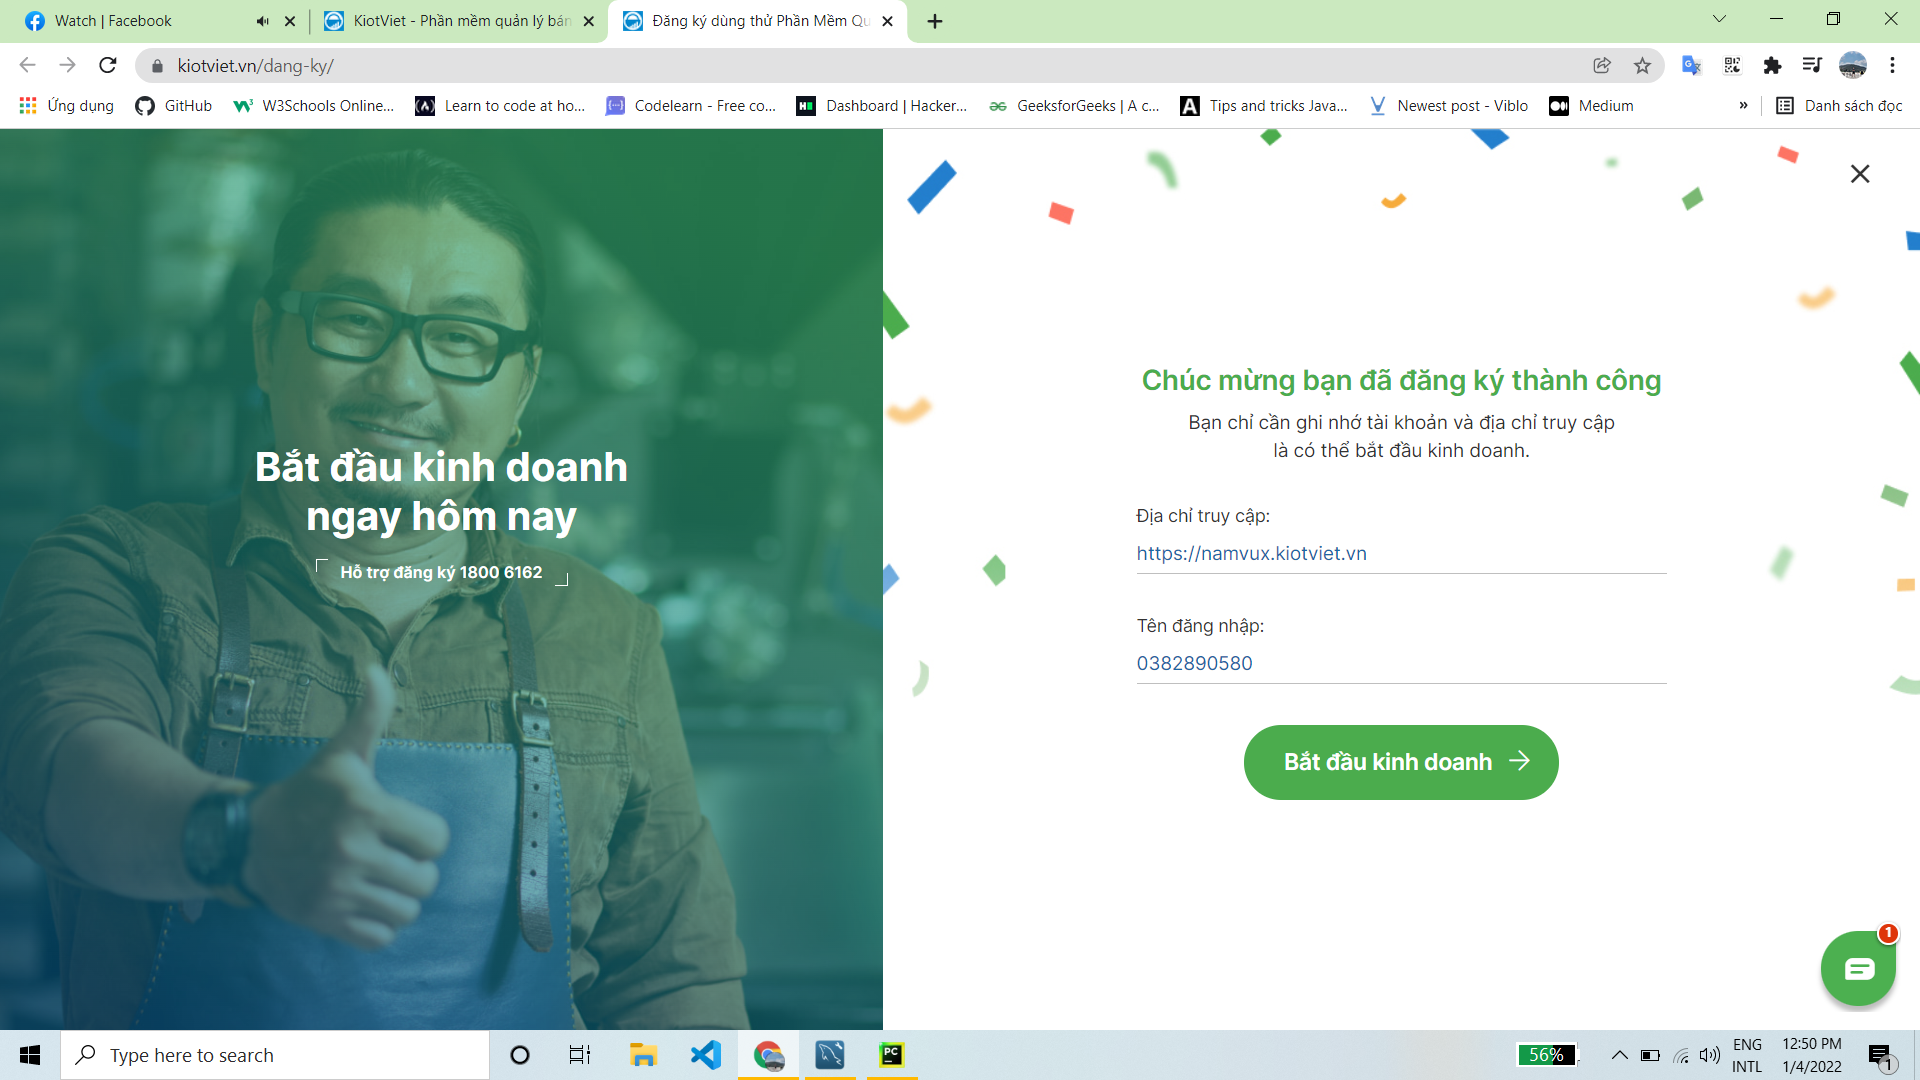 Watch | Facebook
KiotViet - Phần mềm quản lý bán
Đăng ký dùng thử Phần Mềm Qu
kiotviet.vn/dang-ky/
Ứng dụng
GitHub
W3Schools Online...
Learn to code at ho...
Codelearn - Free co...
Dashboard | Hacker...
GeeksforGeeks | A c...
Tips and tricks Java...
Newest post - Viblo
Medium
»
Danh sách đọc
Bắt đầu kinh doanh
ngay hôm nay
Hỗ trợ đăng ký 1800 6162
Chúc mừng bạn đã đăng ký thành công
Bạn chỉ cần ghi nhớ tài khoản và địa chỉ truy cập
là có thể bắt đầu kinh doanh.
Địa chỉ truy cập:
https://namvux.kiotviet.vn
Tên đăng nhập:
0382890580
Bắt đầu kinh doanh
1
Type here to search
PC
56%
ENG
INTL
12:50 PM
1/4/2022
1